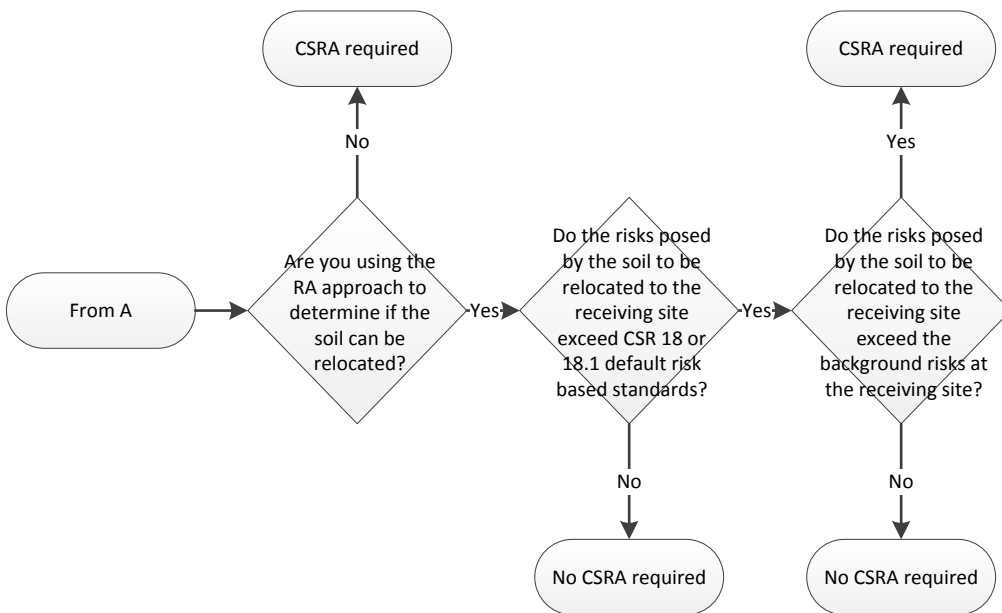 CSRA required
CSRA required
No
Yes
From A
Are you using the
RA approach to
determine if the
soil can be
relocated?
Yes
Do the risks posed
by the soil to be
relocated to the
receiving site
exceed CSR 18 or
18.1 default risk
based standards?
Yes
Do the risks posed
by the soil to be
relocated to the
receiving site
exceed the
background risks at
the receiving site?
No
No
No CSRA required
No CSRA required